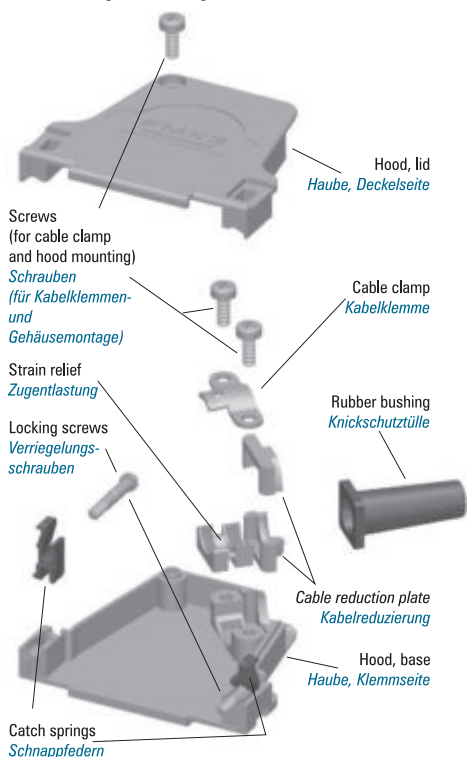 Hood, lid
Haube, Deckelseite
Screws
(for cable clamp
and hood mounting)
Schrauben
(für Kabelklemmen-
und
Gehäusemontage)
Cable clamp
Kabelklemme
Strain relief
Zugentlastung
Rubber bushing
Knickschutztülle
Locking screws
Verriegelungs-
schrauben
Cable reduction plate
Kabelreduzierung
Hood, base
Haube, Klemmseite
Catch springs
Schnappfedern